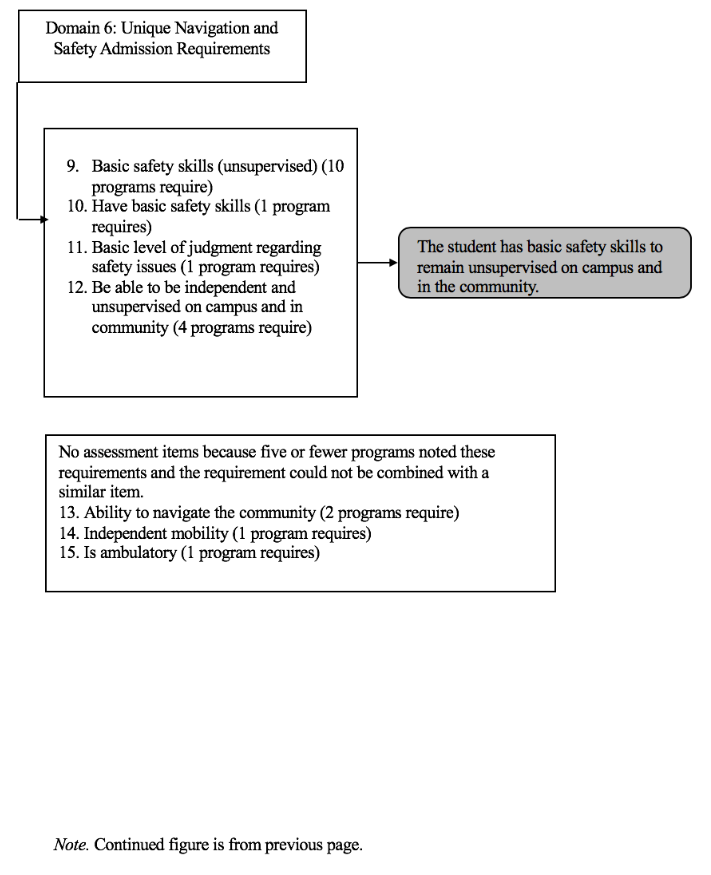 Domain 6: Unique Navigation and
Safety Admission Requirements
9. Basic safety skills (unsupervised) (10
programs require)
10. Have basic safety skills (1 program
requires)
11. Basic level of judgment regarding
safety issues (1 program requires)
12. Be able to be independent and
unsupervised on campus and in
community (4 programs require)
The student has basic safety skills to
remain unsupervised on campus and
in the community.
No assessment items because five or fewer programs noted these
requirements and the requirement could not be combined with a
similar item.
13. Ability to navigate the community (2 programs require)
14. Independent mobility (1 program requires)
15. Is ambulatory (1 program requires)
Note. Continued figure is from previous page.